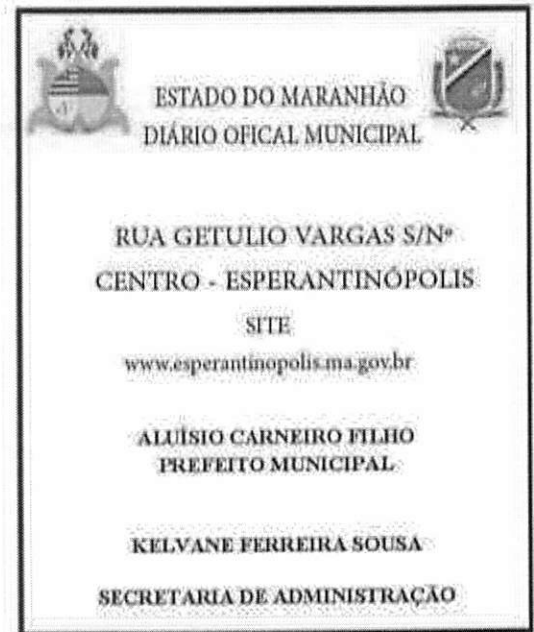 ESTADO DO MARANHÃO
DIÁRIO OFICAL MUNICIPAL
RUA GETULIO VARGAS S/Nº
CENTRO - ESPERANTINÓPOLIS
SITE
www.esperantinopolis.ma.gov.br
ALUÍSIO CARNEIRO FILHO
PREFEITO MUNICIPAL
KELVANE FERREIRA SOUSA
SECRETARIA DE ADMINISTRAÇÃO